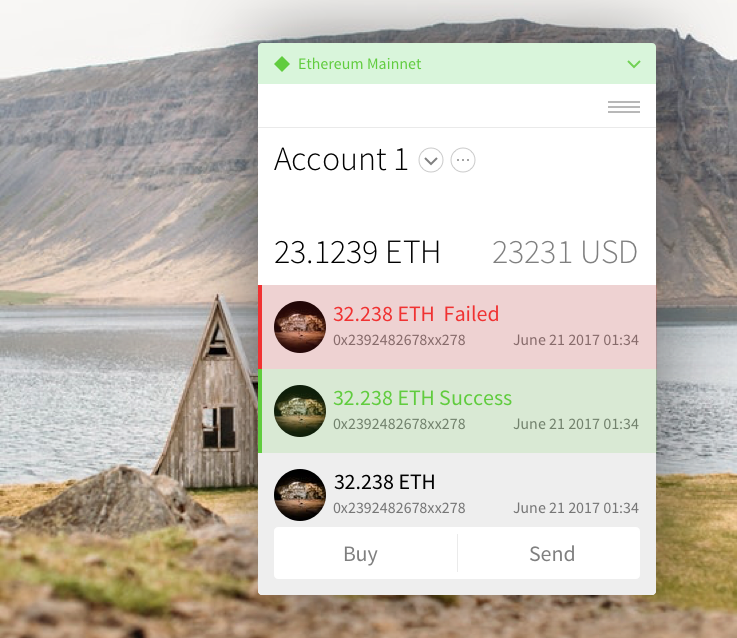 Ethereum Mainnet
Account 1
23.1239 ETH 23231 USD
32.238 ETH Failed
0x2392482678xx278 June 21 2017 01:34
32.238 ETH Success
0x2392482678xx278 June 21 2017 01:34
32.238 ETH
0x2392482678xx278 June 21 2017 01:34
Buy Send